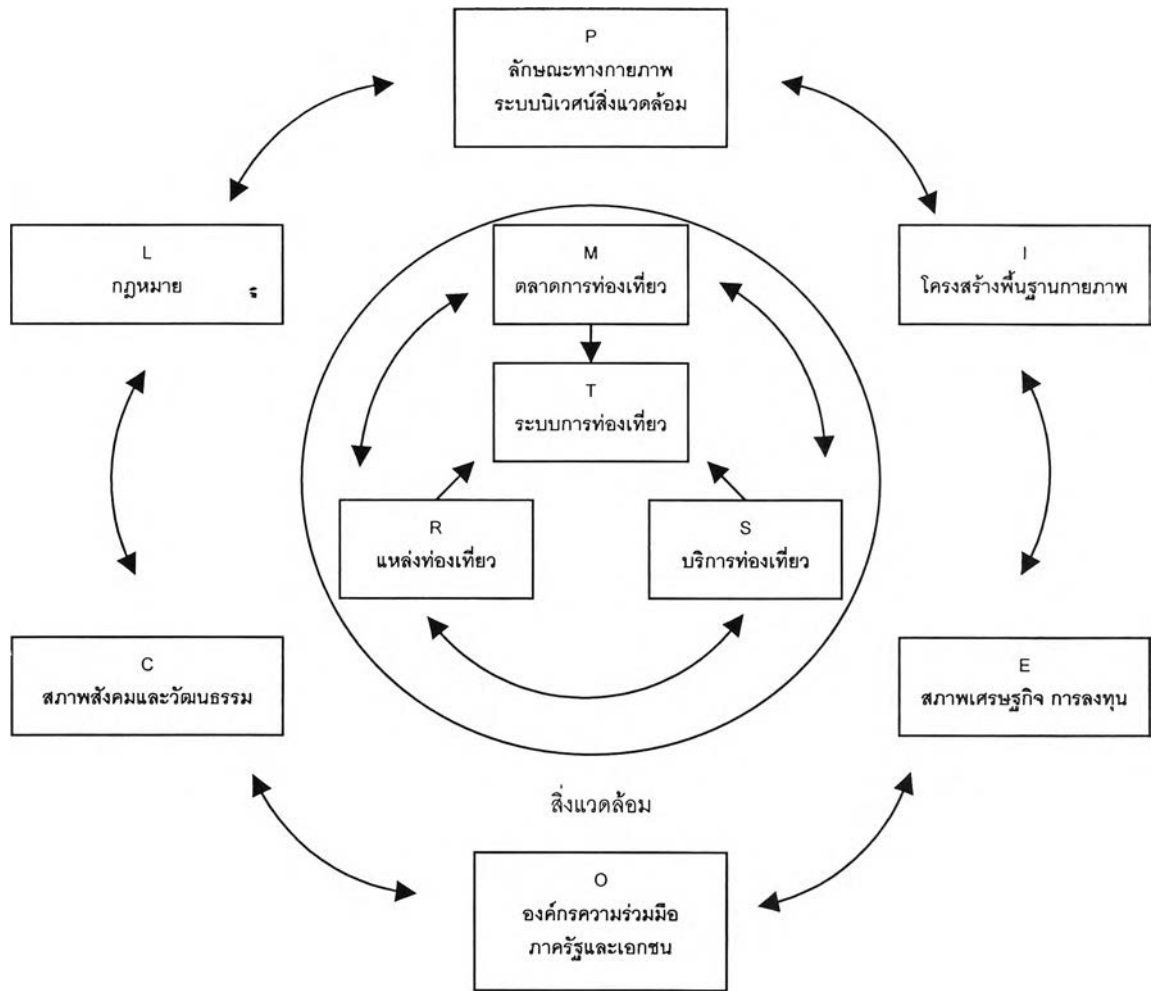 P
ลักษณะทางกายภาพ
ระบบนิเวศน์สิ่งแวดล้อม
L
กฎหมาย
M
ตลาดการท่องเที่ยว
I
โครงสร้างพื้นฐานกายภาพ
T
ระบบการท่องเที่ยว
R
แหล่งท่องเที่ยว
S
บริการท่องเที่ยว
C
สภาพสังคมและวัฒนธรรม
E
สภาพเศรษฐกิจ การลงทุน
สิ่งแวดล้อม
O
องค์กรความร่วมมือ
ภาครัฐและเอกชน